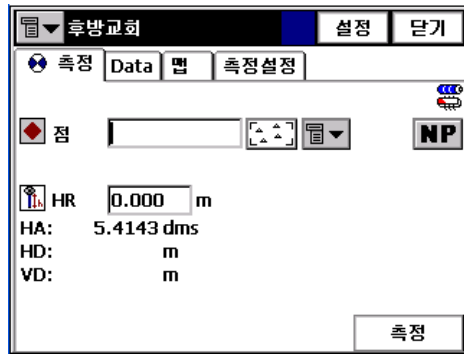 후방교회 설정 닫기
측정 Data 맵 측정설정
점 NP
HR 0.000 m
HA: 5.4143 dms
HD: m
VD: m
측정